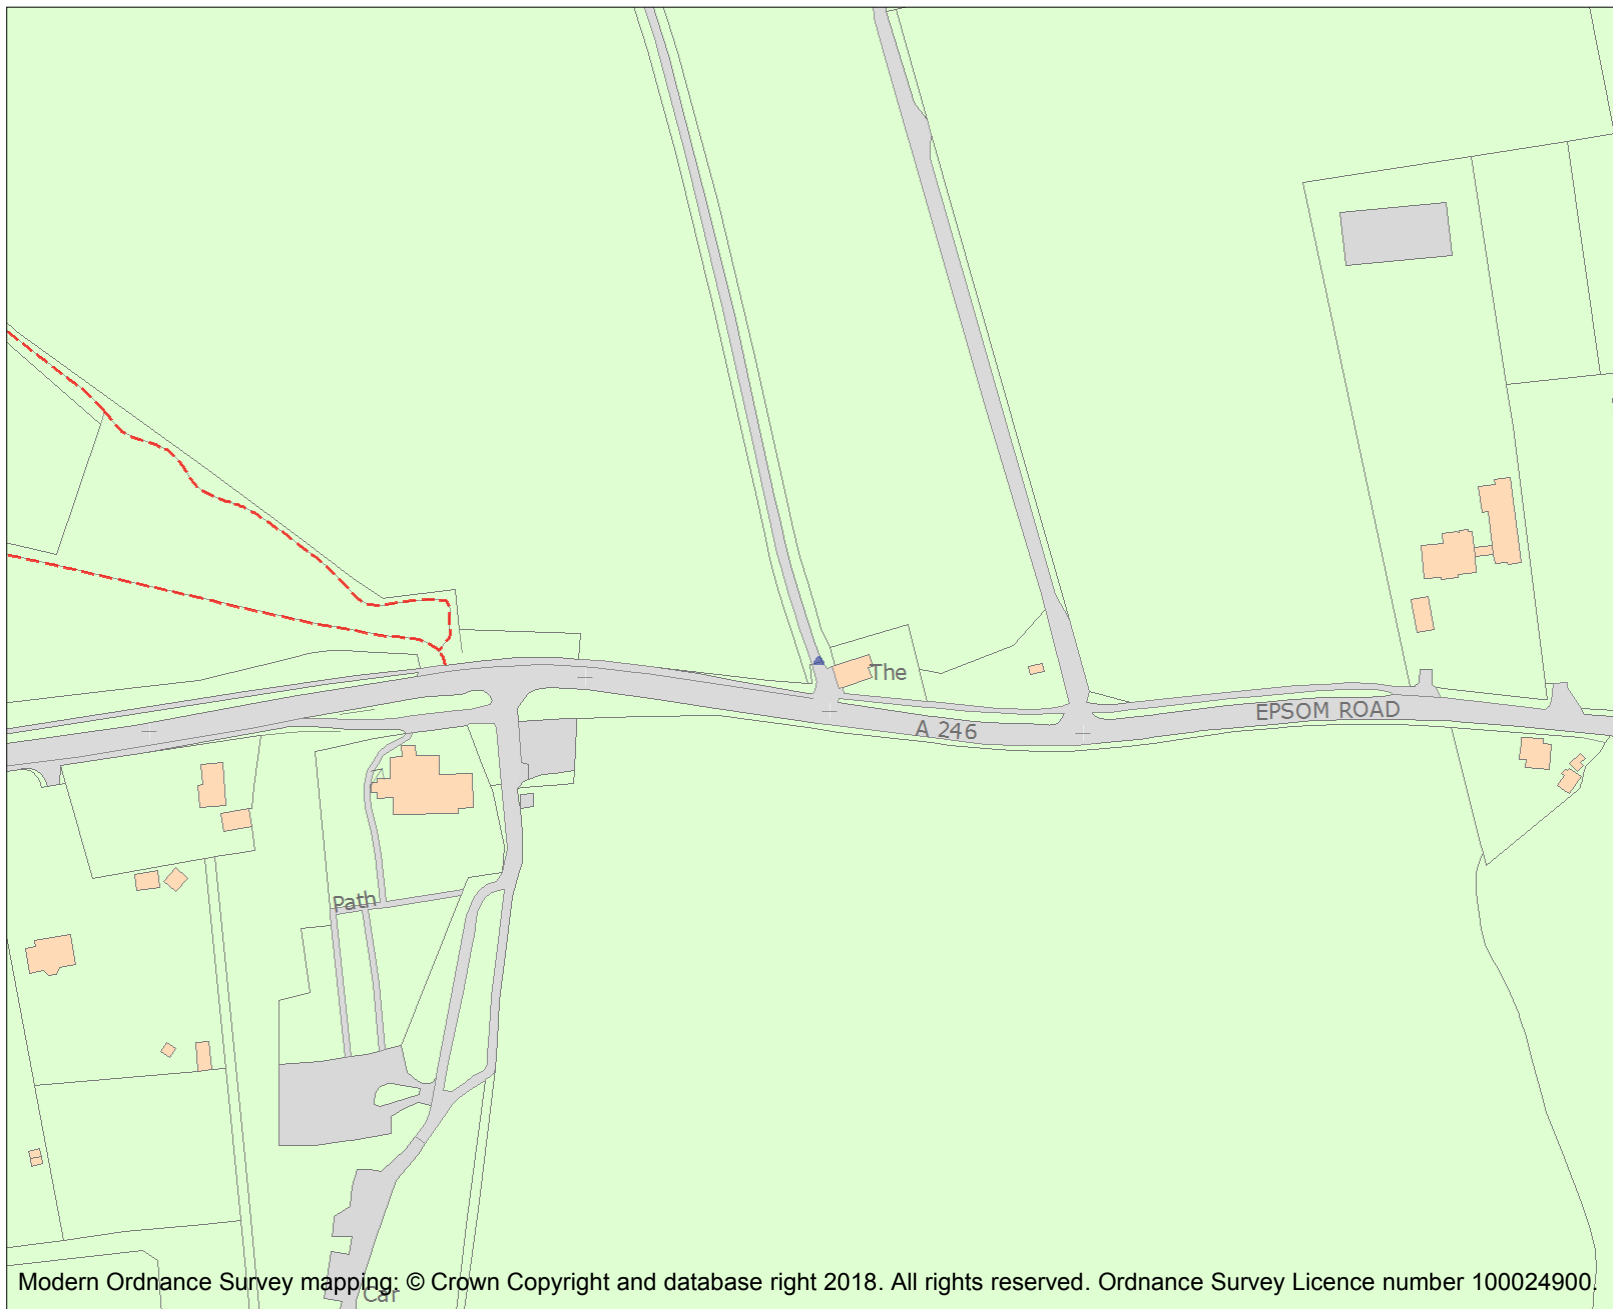 The
EPSOM ROAD
A 246
Path
Modern Ordnance Survey mapping: © Crown Copyright and database right 2018. All rights reserved. Ordnance Survey Licence number 100024900.
Car